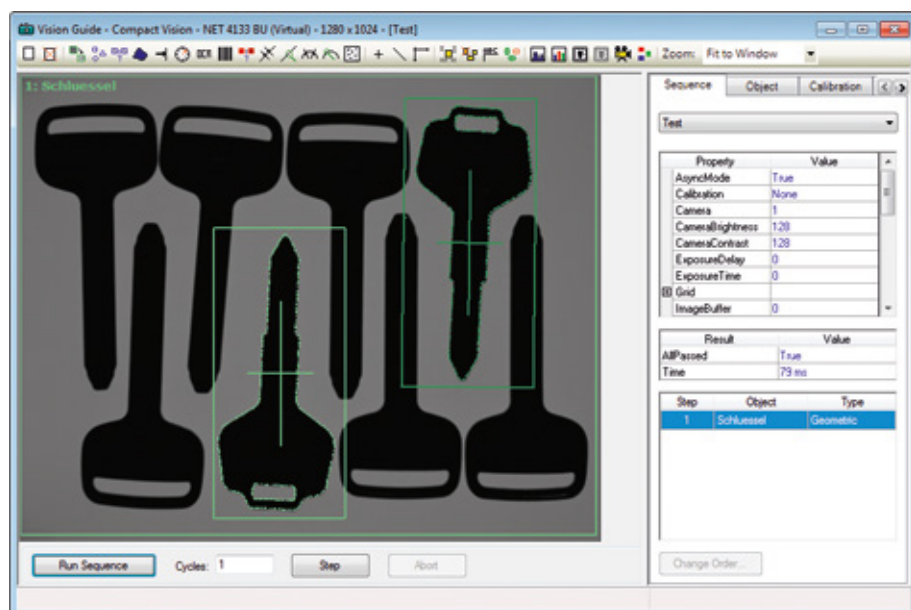 Vision Guide - Compact Vision - NET 4133 BU (Virtual) - 1280 x 1024 - [Test]
OCR Zoom: Fit to Window
1: Schluessel
Sequence Object Calibration
Test
Property Value
AsyncMode True
Calibration None
Camera 1
CameraBrightness 128
CameraContrast 128
ExposureDelay 0
ExposureTime 0
Grid
ImageBuffer 0
Result Value
AllPassed True
Time 79 ms
Step Object Type
1 Schluessel Geometric
Change Order...
Run Sequence Cycles: 1 Step Abort